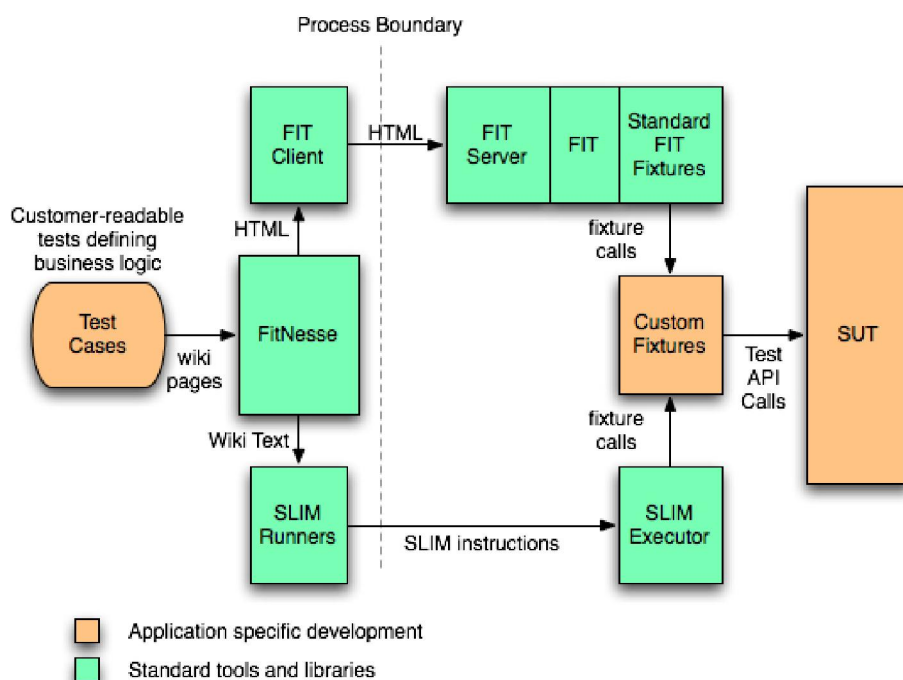 Process Boundary
FIT
Client
HTML
FIT
Server
FIT
Standard
FIT
Fixtures
Customer-readable
tests defining
business logic
HTML
fixture
calls
Test
Cases
wiki
pages
FitNesse
Custom
Fixtures
Test
API
Calls
SUT
Wiki Text
fixture
calls
SLIM
Runners
SLIM instructions
SLIM
Executor
Application specific development
Standard tools and libraries